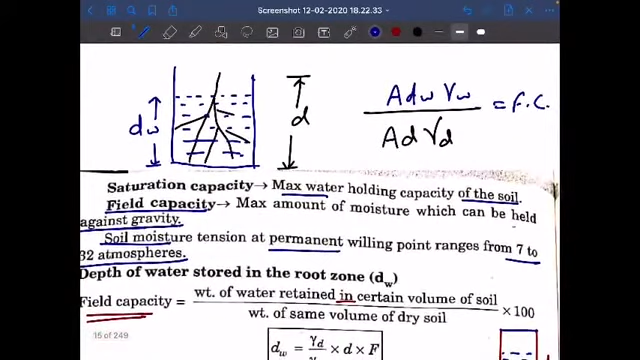 Screenshot 12-02-2020 18.22.33
dw
d
A dw γw
= F.C.
A d γd
Saturation capacity→ Max water holding capacity of the soil.
Field capacity→ Max amount of moisture which can be held
against gravity.
Soil moisture tension at permanent willing point ranges from 7 to
32 atmospheres.
Depth of water stored in the root zone (dw)
Field capacity = wt. of water retained in certain volume of soil
×100
wt. of same volume of dry soil
15 of 249
dw = γd × d × F